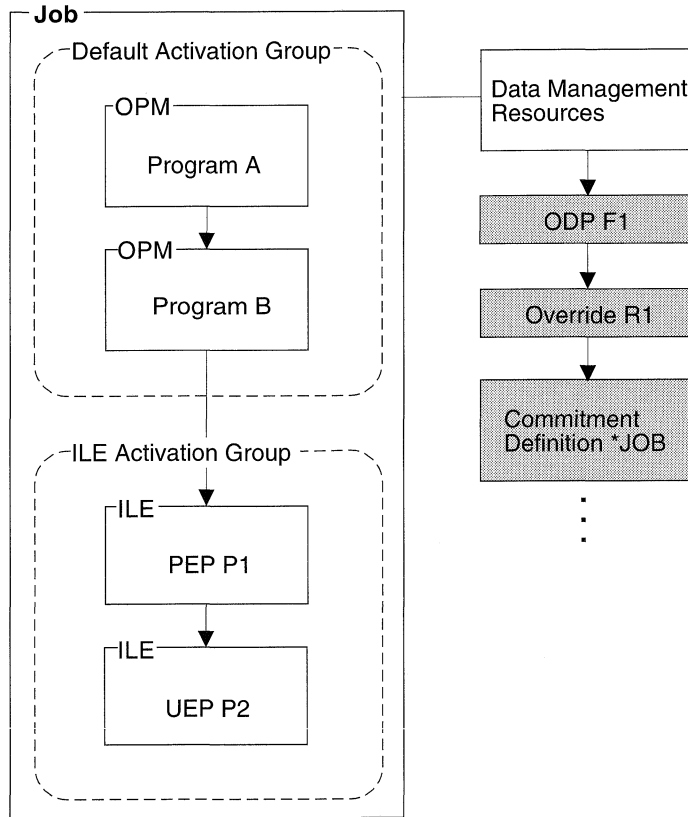 Job
Default Activation Group
OPM
Program A
OPM
Program B
ILE Activation Group
ILE
PEP P1
ILE
UEP P2
Data Management
Resources
ODP F1
Override R1
Commitment
Definition *JOB